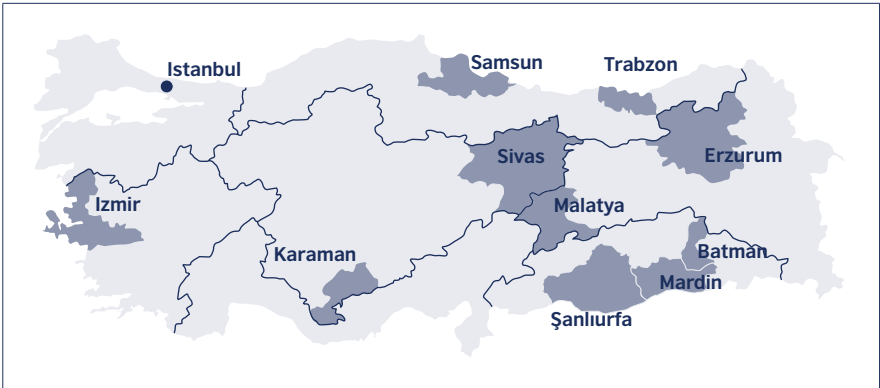 Istanbul
Samsun
Trabzon
Sivas
Erzurum
Izmir
Malatya
Karaman
Batman
Mardin
Şanlıurfa